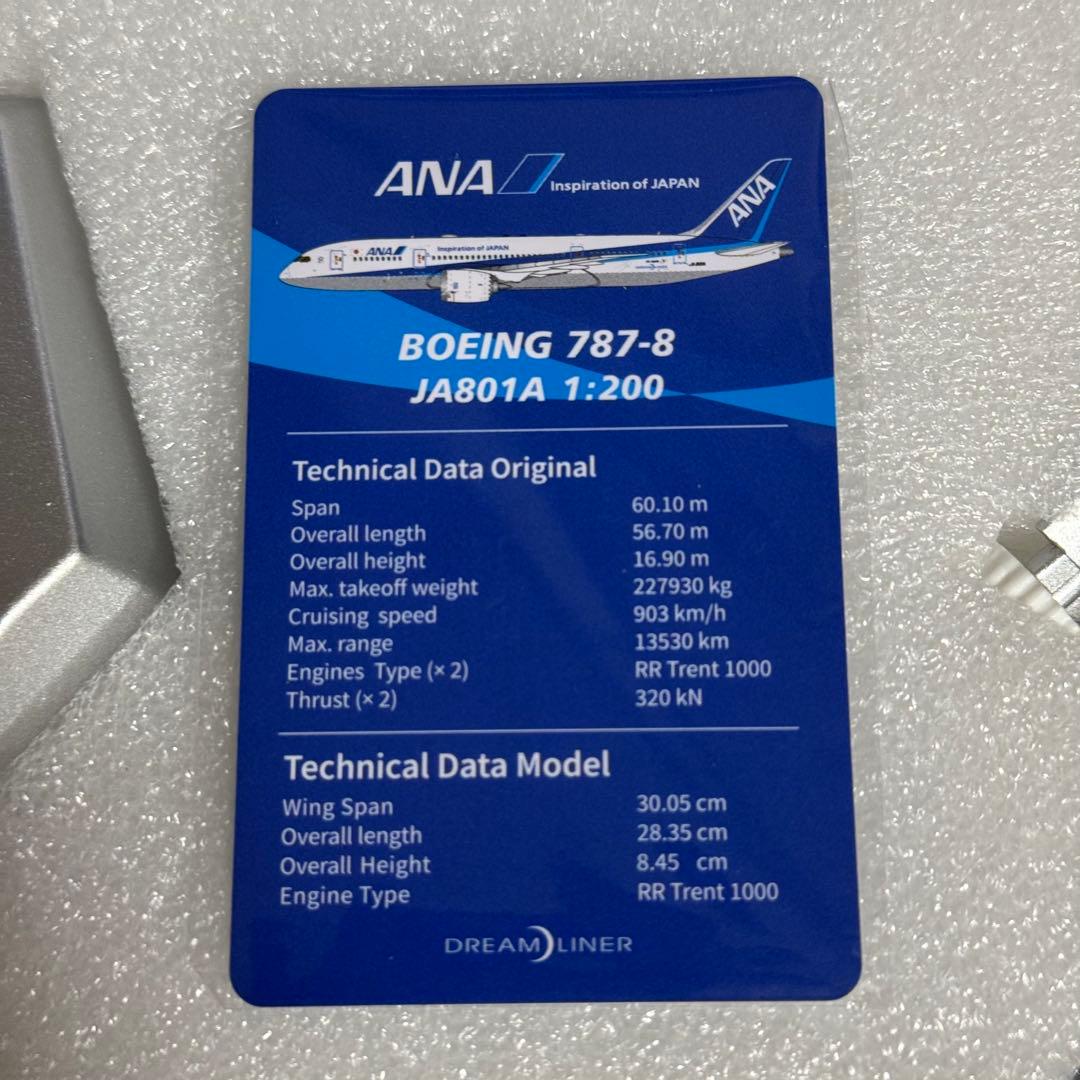 ANA Inspiration of JAPAN
ANA
ANA Inspiration of JAPAN
BOEING 787-8
JA801A 1:200
Technical Data Original
Span 60.10 m
Overall length 56.70 m
Overall height 16.90 m
Max. takeoff weight 227930 kg
Cruising speed 903 km/h
Max. range 13530 km
Engines Type (× 2) RR Trent 1000
Thrust (× 2) 320 kN
Technical Data Model
Wing Span 30.05 cm
Overall length 28.35 cm
Overall Height 8.45 cm
Engine Type RR Trent 1000
DREAMLINER